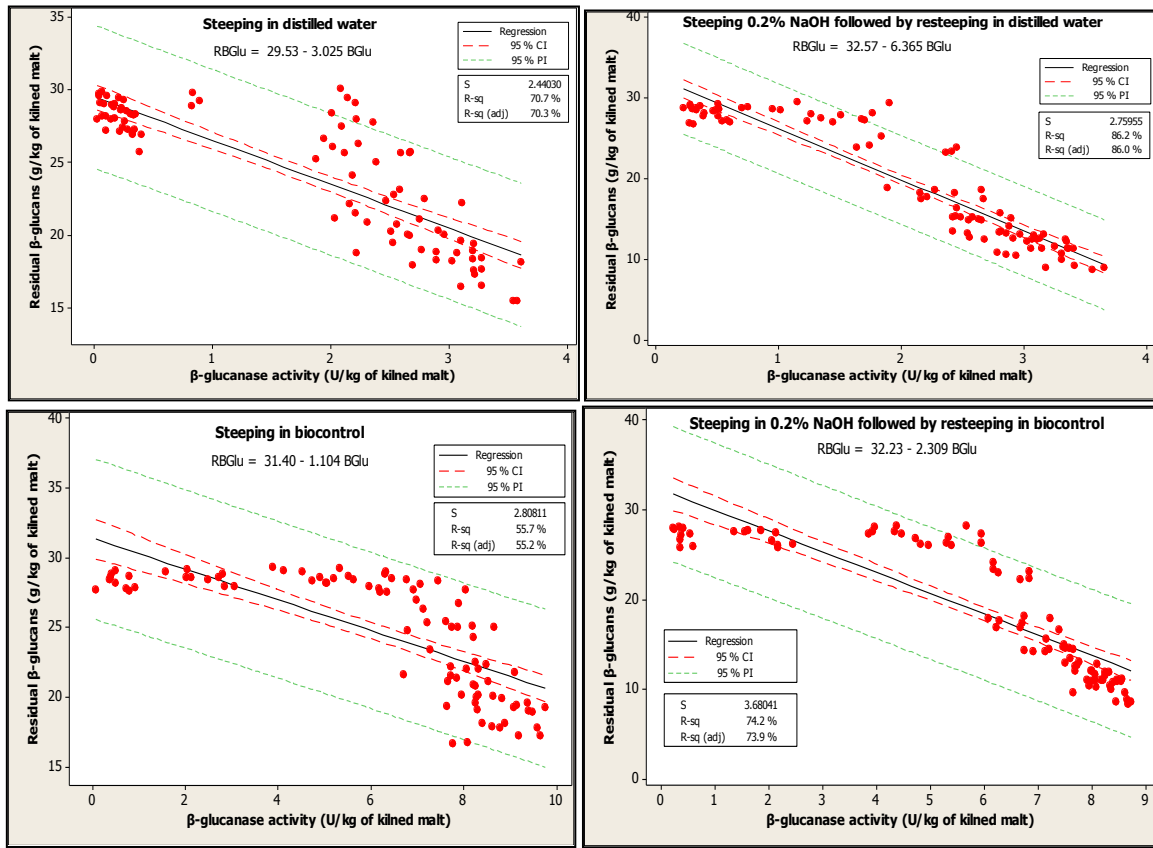 Steeping in distilled water
RBGlu = 29.53 - 3.025 BGlu
Regression
95 % CI
95 % PI
S 2.44030
R-sq 70.7 %
R-sq (adj) 70.3 %
Residual β-glucans (g/kg of kilned malt)
35
30
25
20
15
0 1 2 3 4
β-glucanase activity (U/kg of kilned malt)
Steeping 0.2% NaOH followed by resteeping in distilled water
RBGlu = 32.57 - 6.365 BGlu
Regression
95 % CI
95 % PI
S 2.75955
R-sq 86.2 %
R-sq (adj) 86.0 %
Residual β-glucans (g/kg of kilned malt)
40
30
20
10
0
0 1 2 3 4
β-glucanase activity (U/kg of kilned malt)
Steeping in biocontrol
RBGlu = 31.40 - 1.104 BGlu
Regression
95 % CI
95 % PI
S 2.80811
R-sq 55.7 %
R-sq (adj) 55.2 %
Residual β-glucans (g/kg of kilned malt)
40
35
30
25
20
15
0 2 4 6 8 10
β-glucanase activity (U/kg of kilned malt)
Steeping in 0.2% NaOH followed by resteeping in biocontrol
RBGlu = 32.23 - 2.309 BGlu
Regression
95 % CI
95 % PI
S 3.68041
R-sq 74.2 %
R-sq (adj) 73.9 %
Residual β-glucans (g/kg of kilned malt)
40
30
20
10
0
0 1 2 3 4 5 6 7 8 9
β-glucanase activity (U/kg of kilned malt)